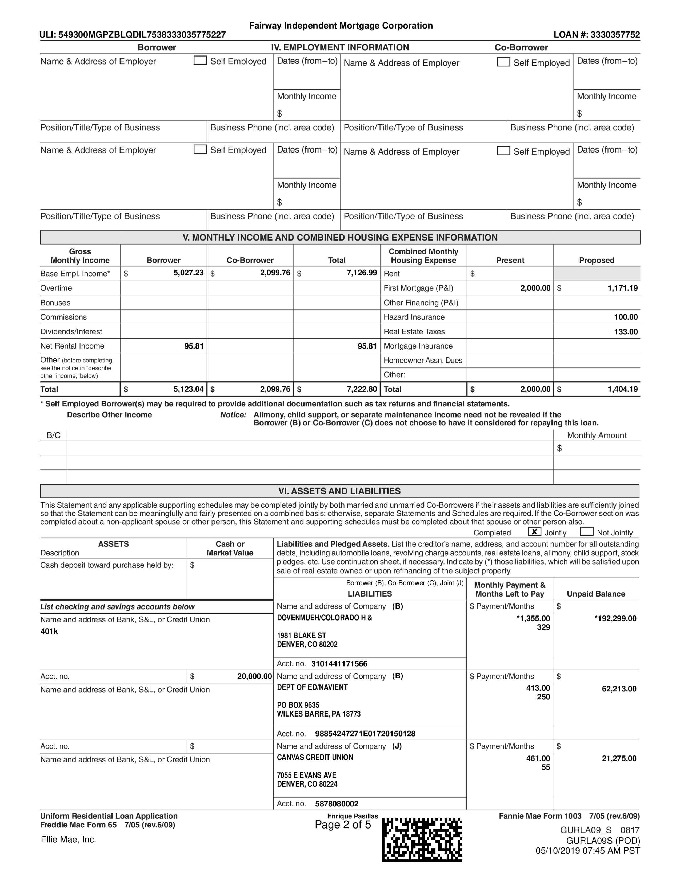 Fairway Independent Mortgage Corporation
ULI: 549300MGPZBLQDIL7538333035775227 LOAN #: 3330357752
Borrower IV. EMPLOYMENT INFORMATION Co-Borrower
Name & Address of Employer Self Employed Dates (from–to) Name & Address of Employer Self Employed Dates (from–to)
Monthly Income Monthly Income
$ $
Position/Title/Type of Business Business Phone (incl. area code) Position/Title/Type of Business Business Phone (incl. area code)
Name & Address of Employer Self Employed Dates (from–to) Name & Address of Employer Self Employed Dates (from–to)
Monthly Income Monthly Income
$ $
Position/Title/Type of Business Business Phone (incl. area code) Position/Title/Type of Business Business Phone (incl. area code)
V. MONTHLY INCOME AND COMBINED HOUSING EXPENSE INFORMATION
Gross Monthly Income Borrower Co-Borrower Total Combined Monthly Housing Expense Present Proposed
Base Empl. Income* $ 5,027.23 $ 2,099.76 $ 7,126.99 Rent $
Overtime First Mortgage (P&I) 2,000.00 $ 1,171.19
Bonuses Other Financing (P&I)
Commissions Hazard Insurance 100.00
Dividends/Interest Real Estate Taxes 133.00
Net Rental Income 95.81 95.81 Mortgage Insurance
Other (before completing, Homeowner Assn. Dues
see the notice in "describe
other income," below) Other:
Total $ 5,123.04 $ 2,099.76 $ 7,222.80 Total $ 2,000.00 $ 1,404.19
* Self Employed Borrower(s) may be required to provide additional documentation such as tax returns and financial statements.
Describe Other Income Notice: Alimony, child support, or separate maintenance income need not be revealed if the
Borrower (B) or Co-Borrower (C) does not choose to have it considered for repaying this loan.
B/C Monthly Amount
$
VI. ASSETS AND LIABILITIES
This Statement and any applicable supporting schedules may be completed jointly by both married and unmarried Co-Borrowers if their assets and liabilities are sufficiently joined
so that the Statement can be meaningfully and fairly presented on a combined basis; otherwise, separate Statements and Schedules are required. If the Co-Borrower section was
completed about a non-applicant spouse or other person, this Statement and supporting schedules must be completed about that spouse or other person also.
Completed X Jointly Not Jointly
ASSETS Cash or Market Value
Description
Cash deposit toward purchase held by: $
Liabilities and Pledged Assets. List the creditor's name, address, and account number for all outstanding
debts, including automobile loans, revolving charge accounts, real estate loans, alimony, child support, stock
pledges, etc. Use continuation sheet, if necessary. Indicate by (*) those liabilities, which will be satisfied upon
sale of real estate owned or upon refinancing of the subject property.
Borrower (B), Co-Borrower (C), Joint (J)
LIABILITIES Monthly Payment & Months Left to Pay Unpaid Balance
List checking and savings accounts below Name and address of Company (B) $ Payment/Months $
Name and address of Bank, S&L, or Credit Union DOVENMUEH/COLORADO H & *1,355.00 *192,299.00
401k 329
1981 BLAKE ST
DENVER, CO 80202
Acct. no. 3101441171566
Acct. no. $ 20,000.00 Name and address of Company (B) $ Payment/Months $
Name and address of Bank, S&L, or Credit Union DEPT OF ED/NAVIENT 413.00 62,213.00
250
PO BOX 9635
WILKES BARRE, PA 18773
Acct. no. 98854247271E01720150128
Acct. no. $ Name and address of Company (J) $ Payment/Months $
Name and address of Bank, S&L, or Credit Union CANVAS CREDIT UNION 461.00 21,275.00
55
7055 E EVANS AVE
DENVER, CO 80224
Acct. no. 5878080002
Uniform Residential Loan Application Enrique Pasillas Fannie Mae Form 1003 7/05 (rev.6/09)
Freddie Mac Form 65 7/05 (rev.6/09) Page 2 of 5
Ellie Mae, Inc. GURLA09_S 0817
GURLA09S (POD)
05/10/2019 07:45 AM PST